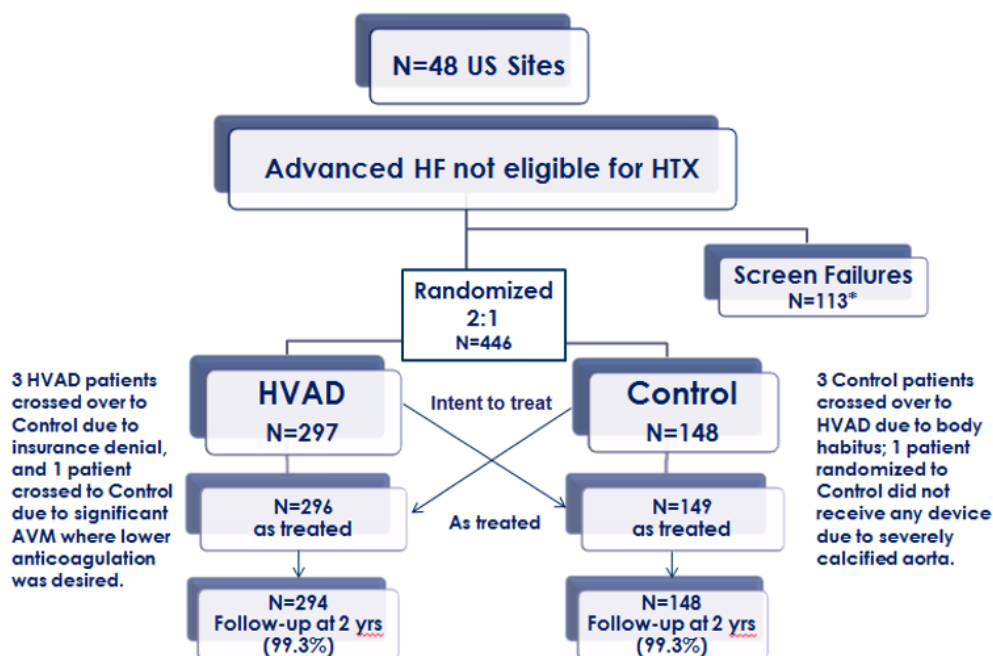 N=48 US Sites
Advanced HF not eligible for HTX
Screen Failures
N=113*
Randomized
2:1
N=446
3 HVAD patients
crossed over to
Control due to
insurance denial,
and 1 patient
crossed to Control
due to significant
AVM where lower
anticoagulation
was desired.
HVAD
N=297
Intent to treat
Control
N=148
3 Control patients
crossed over to
HVAD due to body
habitus; 1 patient
randomized to
Control did not
receive any device
due to severely
calcified aorta.
N=296
as treated
As treated
N=149
as treated
N=294
Follow-up at 2 yrs
(99.3%)
N=148
Follow-up at 2 yrs
(99.3%)